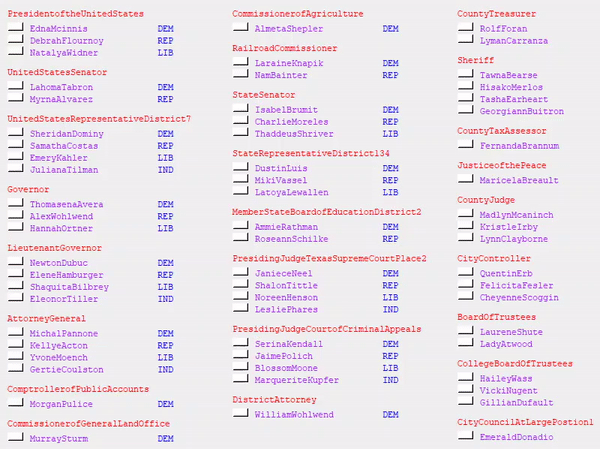 PresidentoftheUnitedStates
EdnaMcinnis DEM
DebrahFlournoy REP
NatalyaWidner LIB
UnitedStatesSenator
LahomaTabron DEM
MyrnaAlvarez REP
UnitedStatesRepresentativeDistrict7
SheridanDominy DEM
SamathaCostas REP
EmeryKahler LIB
JulianaTilman IND
Governor
ThomasenaAvera DEM
AlexWohlwend REP
HannahOrtner LIB
LieutenantGovernor
NewtonDubuc DEM
EleneHamburger REP
ShaquitaBilbrey LIB
EleonorTiller IND
AttorneyGeneral
MichalPannone DEM
KellyeActon REP
YvoneMoench LIB
GertieCoulston IND
ComptrollerofPublicAccounts
MorganPulice DEM
CommissionerofGeneralLandOffice
MurraySturm DEM
CommissionerofAgriculture
AlmetaShepler DEM
RailroadCommissioner
LaraineKnapik DEM
NamBainter REP
StateSenator
IsabelBrumit DEM
CharlieMoreles REP
ThaddeusShriver LIB
StateRepresentativeDistrict134
DustinLuis DEM
MikiVassel REP
LatoyaLewallen LIB
MemberStateBoardofEducationDistrict2
AmmieRathman DEM
RoseannSchilke REP
PresidingJudgeTexasSupremeCourtPlace2
JanieceNeel DEM
ShalonTittle REP
NoreenHenson LIB
LesliePhares IND
PresidingJudgeCourtofCriminalAppeals
SerinaKendall DEM
JaimePolich REP
BlossomMoone LIB
MarqueriteKupfer IND
DistrictAttorney
WilliamWohlwend DEM
CountyTreasurer
RolfForan
LymanCarranza
Sheriff
TawnaBearse
HisakoMerlos
TashaEarheart
GeorgiannBuitron
CountyTaxAssessor
FernandaBrannum
JusticeofthePeace
MaricelaBreault
CountyJudge
MadlynMcaninch
KristleIrby
LynnClayborne
CityController
QuentinErb
FelicitaFesler
CheyenneScoggin
BoardOfTrustees
LaureneShute
LadyAtwood
CollegeBoardOfTrustees
HaileyWass
VickiNugent
GillianDufault
CityCouncilAtLargePostion1
EmeraldDonadio